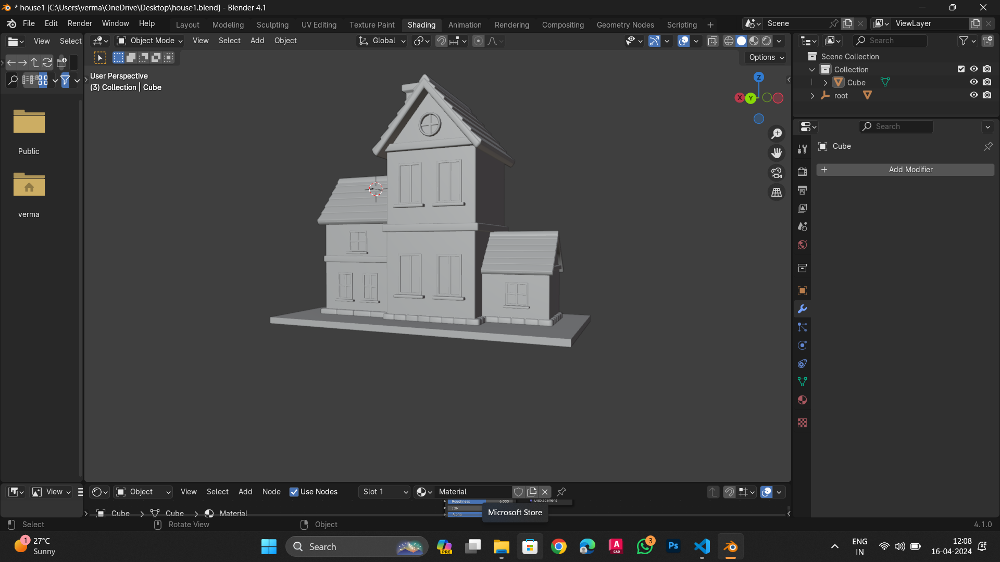 * house1 [C:\Users\verma\OneDrive\Desktop\house1.blend] - Blender 4.1
File Edit Render Window Help
Layout Modeling Sculpting UV Editing Texture Paint Shading Animation Rendering Compositing Geometry Nodes Scripting
Scene
ViewLayer
View Select
Object Mode View Select Add Object
Global
Search
Options
User Perspective
(3) Collection | Cube
Z
X Y
Scene Collection
Collection
Cube
root
Search
Cube
Add Modifier
Public
verma
View
Object View Select Add Node Use Nodes Slot 1 Material
Roughness 6.000
Displacement
IOR
Alpha
Cube Cube Material
Microsoft Store
Select Rotate View Object
4.1.0
1 27°C
Sunny
Search
PRE
A
CAD
3
Ps
ENG
IN
12:08
16-04-2024